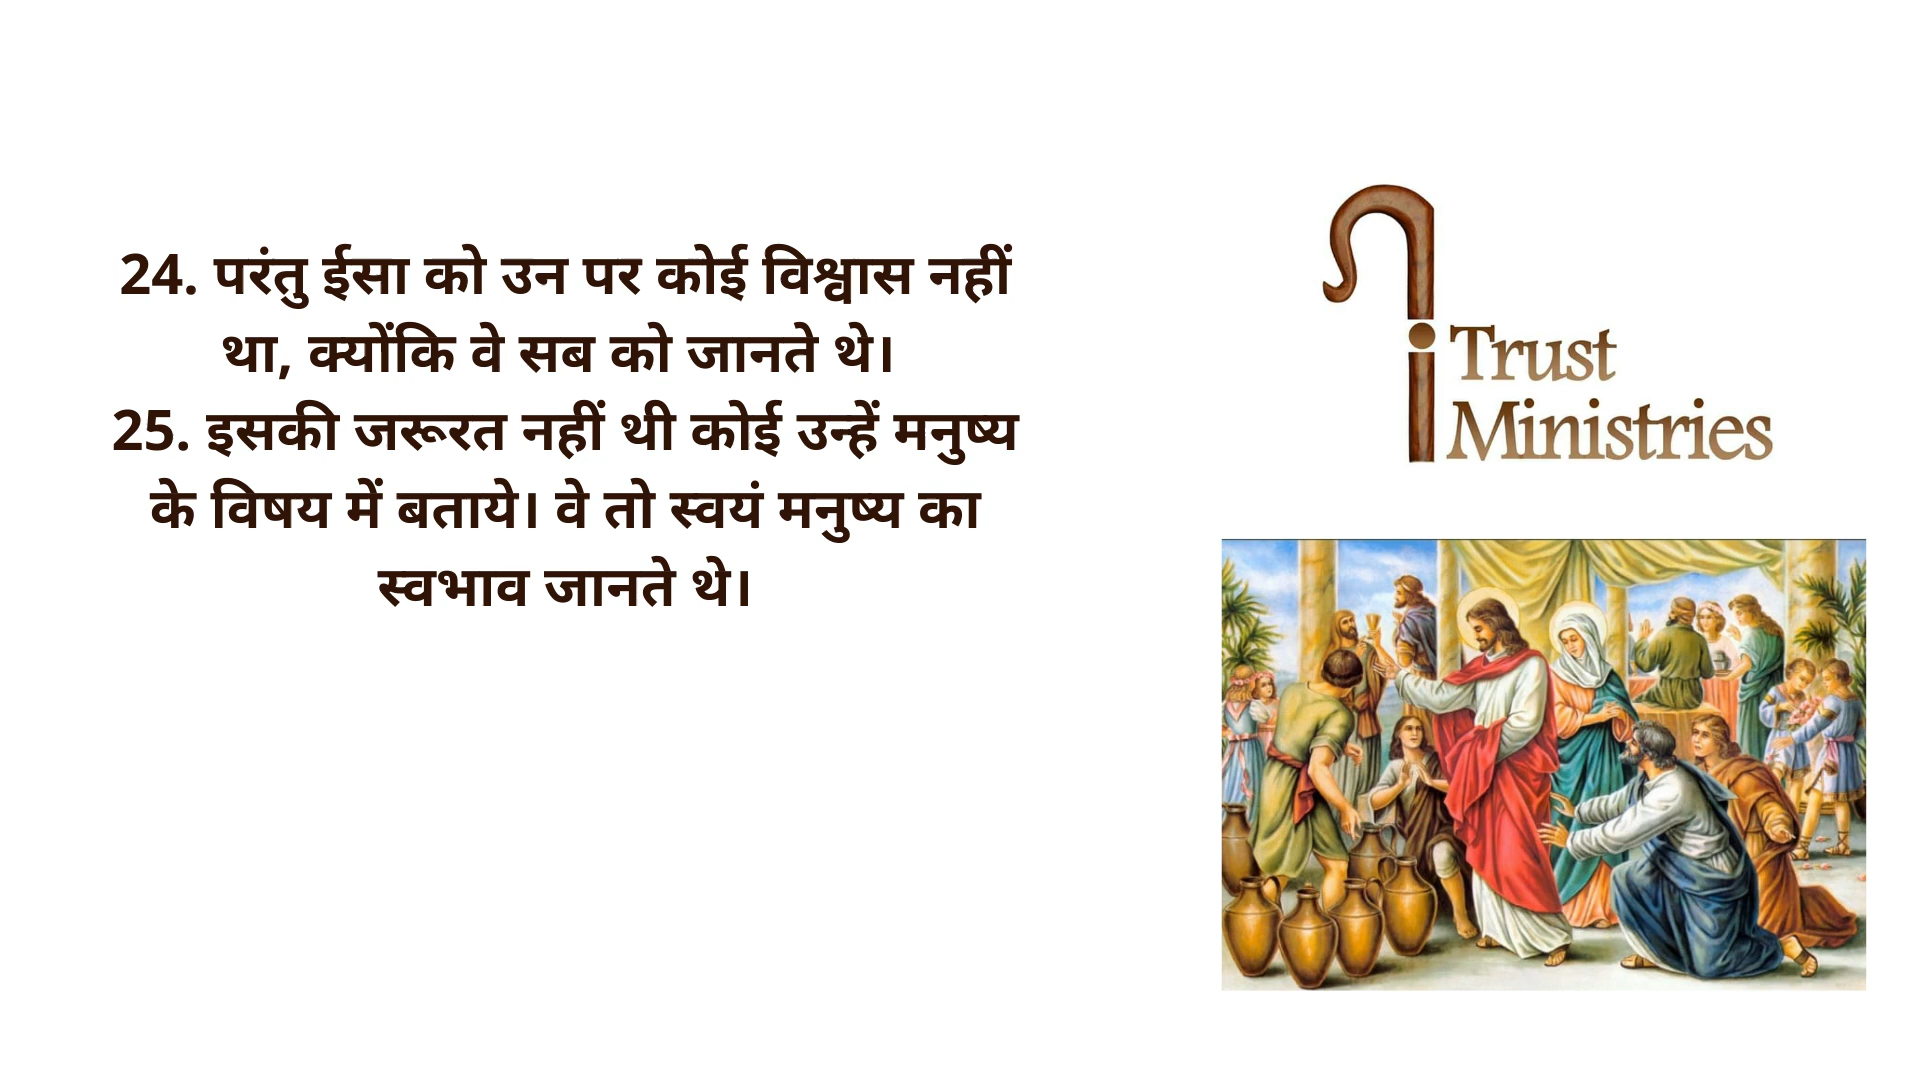 24. परंतु ईसा को उन पर कोई विश्वास नहीं
था, क्योंकि वे सब को जानते थे।
25. इसकी जरूरत नहीं थी कोई उन्हें मनुष्य
के विषय में बताये। वे तो स्वयं मनुष्य का
स्वभाव जानते थे।
i Trust
Ministries